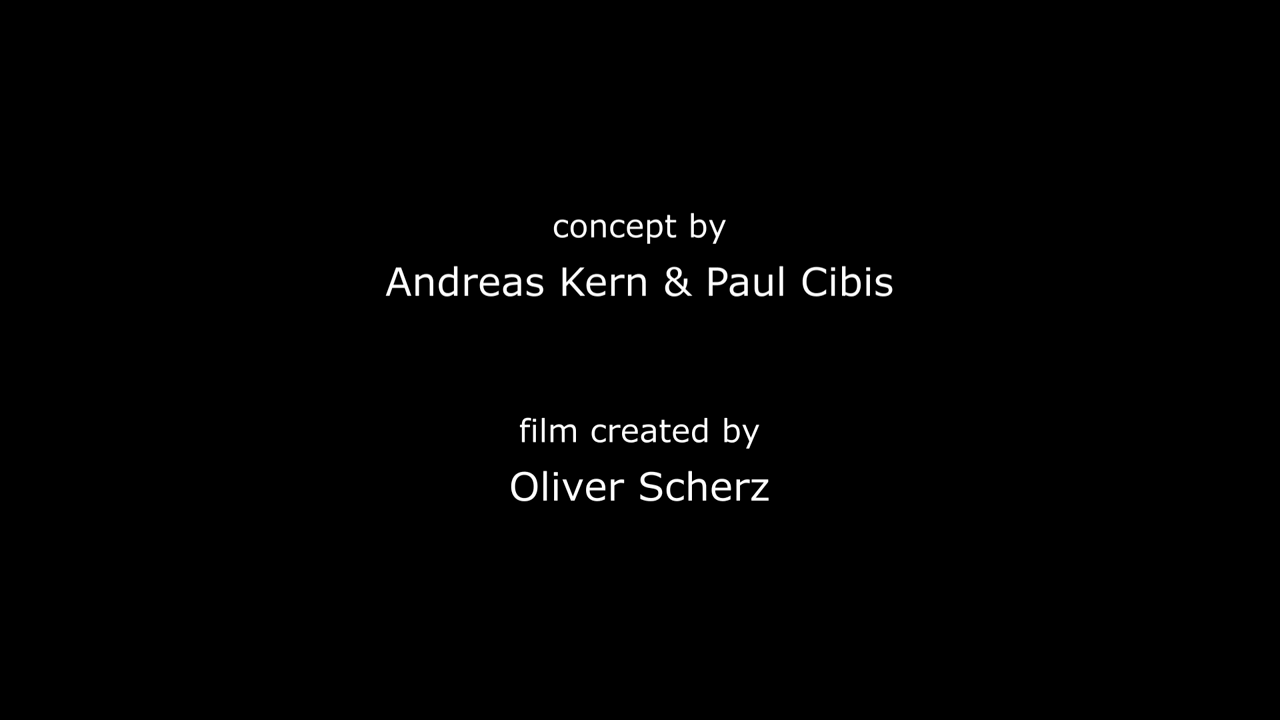 concept by
Andreas Kern & Paul Cibis
film created by
Oliver Scherz